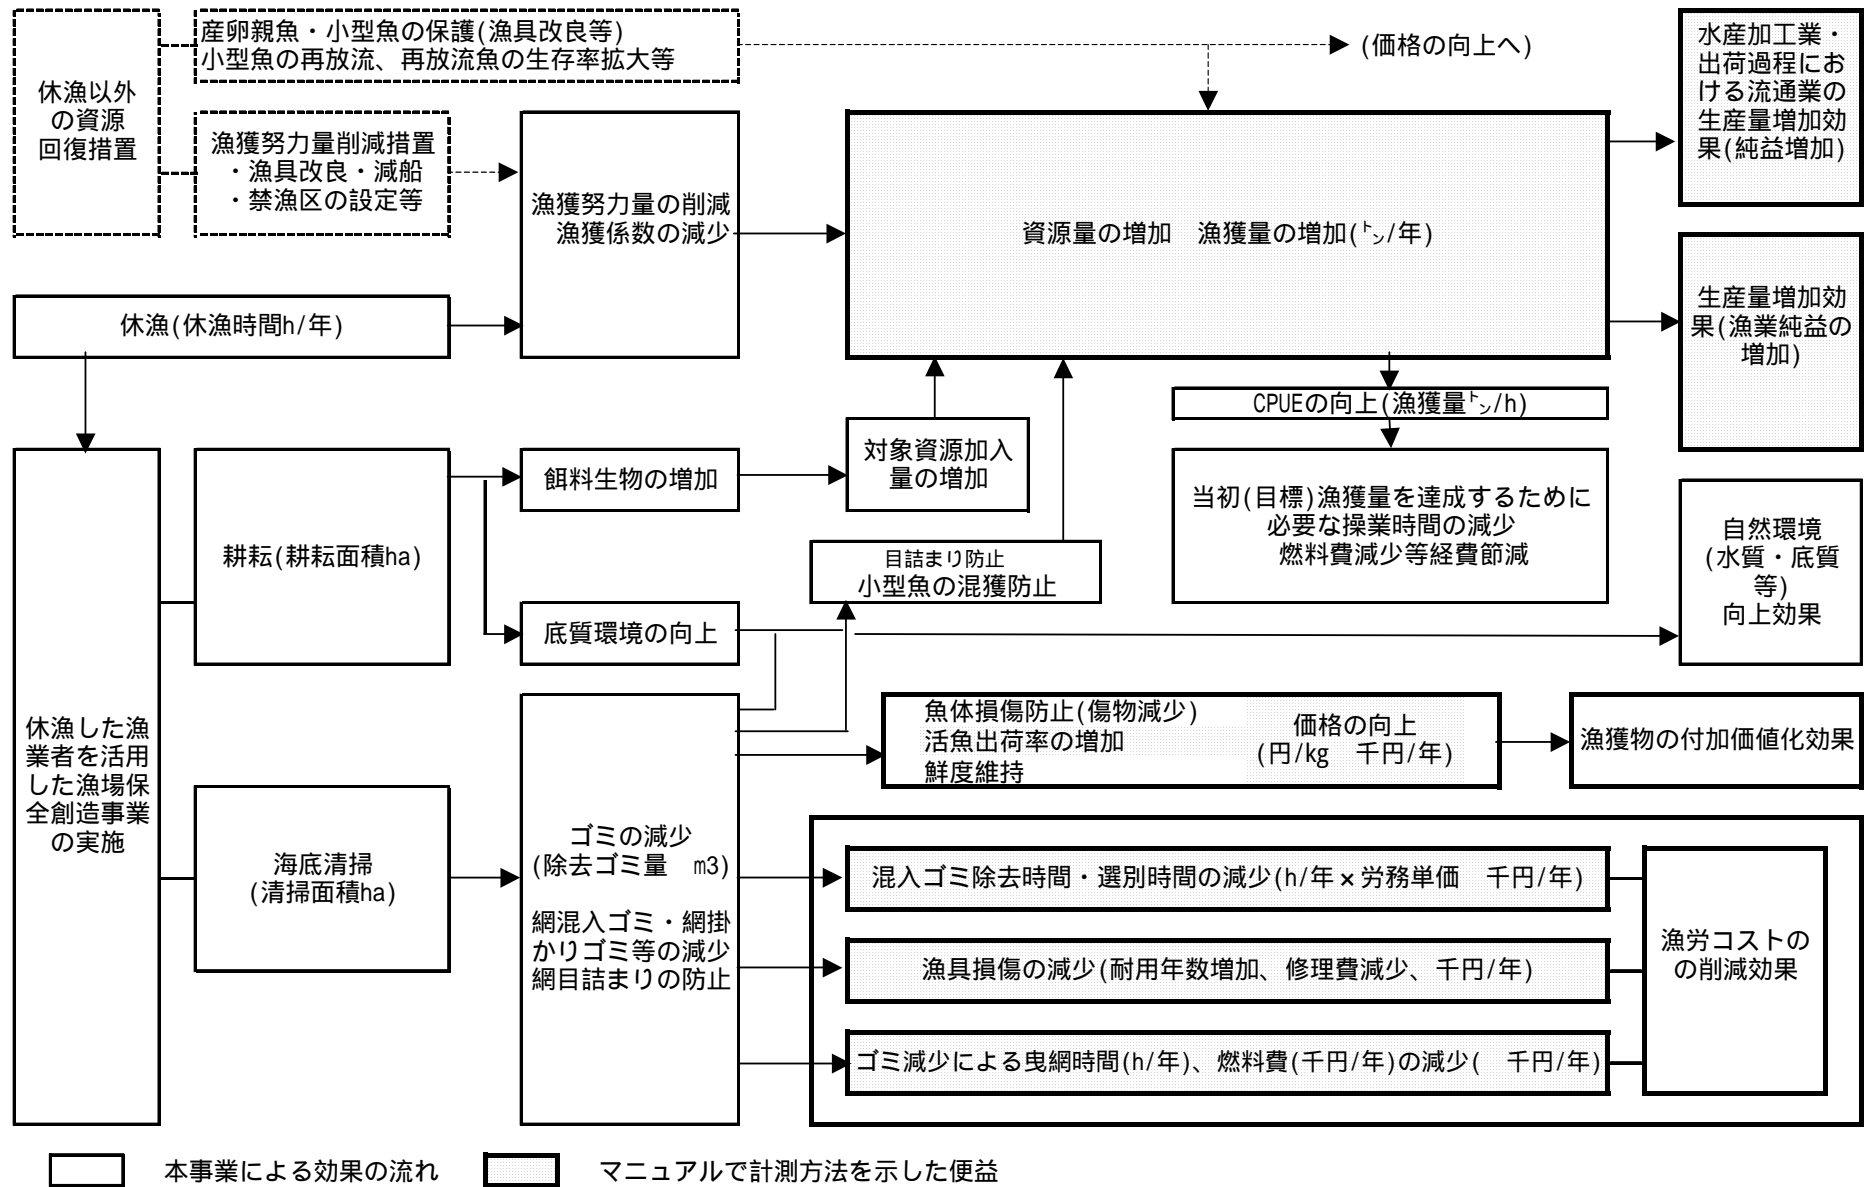 産卵親魚・小型魚の保護(漁具改良等)
小型魚の再放流、再放流魚の生存率拡大等
(価格の向上へ)
休漁以外
の資源
回復措置
漁獲努力量削減措置
・漁具改良・減船
・禁漁区の設定等
漁獲努力量の削減
漁獲係数の減少
資源量の増加　漁獲量の増加(㌧/年)
水産加工業・
出荷過程にお
ける流通業の
生産量増加効
果(純益増加)
生産量増加効
果(漁業純益の
増加)
休漁(休漁時間h/年)
CPUEの向上(漁獲量㌧/h)
当初(目標)漁獲量を達成するために
必要な操業時間の減少
燃料費減少等経費節減
耕耘(耕耘面積ha)
餌料生物の増加
対象資源加入
量の増加
目詰まり防止
小型魚の混獲防止
底質環境の向上
自然環境
(水質・底質
等)
向上効果
休漁した漁
業者を活用
した漁場保
全創造事業
の実施
海底清掃
(清掃面積ha)
ゴミの減少
(除去ゴミ量　m3)
網混入ゴミ・網掛
かりゴミ等の減少
網目詰まりの防止
魚体損傷防止(傷物減少)
活魚出荷率の増加
鮮度維持
価格の向上
(円/kg　千円/年)
漁獲物の付加価値化効果
混入ゴミ除去時間・選別時間の減少(h/年×労務単価　千円/年)
漁具損傷の減少(耐用年数増加、修理費減少、千円/年)
ゴミ減少による曳網時間(h/年)、燃料費(千円/年)の減少(　千円/年)
漁労コストの
の削減効果
本事業による効果の流れ
マニュアルで計測方法を示した便益